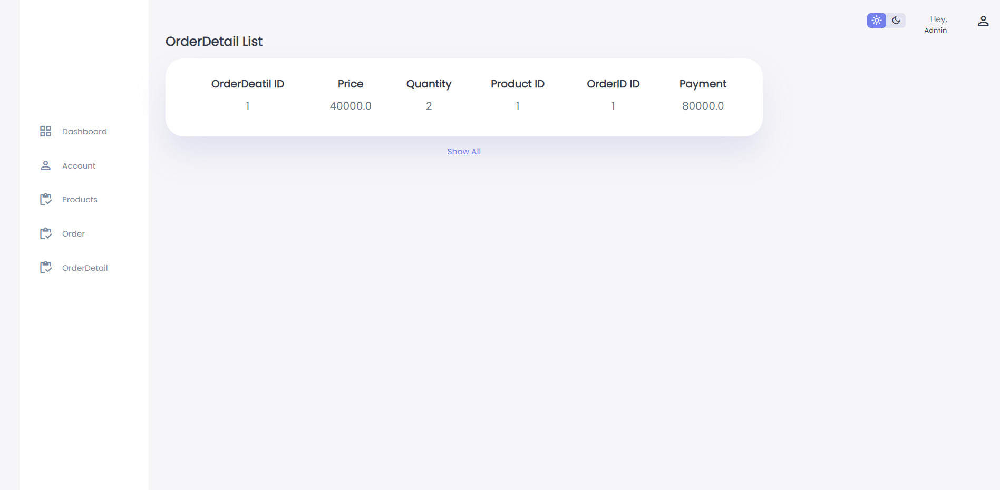 Hey,
Admin
OrderDetail List
OrderDeatil ID Price Quantity Product ID OrderID ID Payment
1 40000.0 2 1 1 80000.0
Show All
Dashboard
Account
Products
Order
OrderDetail